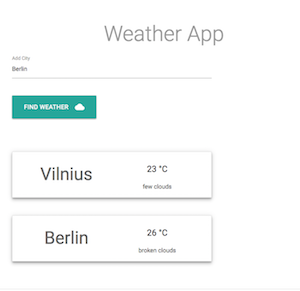 Weather App
Add City
Berlin
FIND WEATHER
Vilnius
23 °C
few clouds
Berlin
26 °C
broken clouds